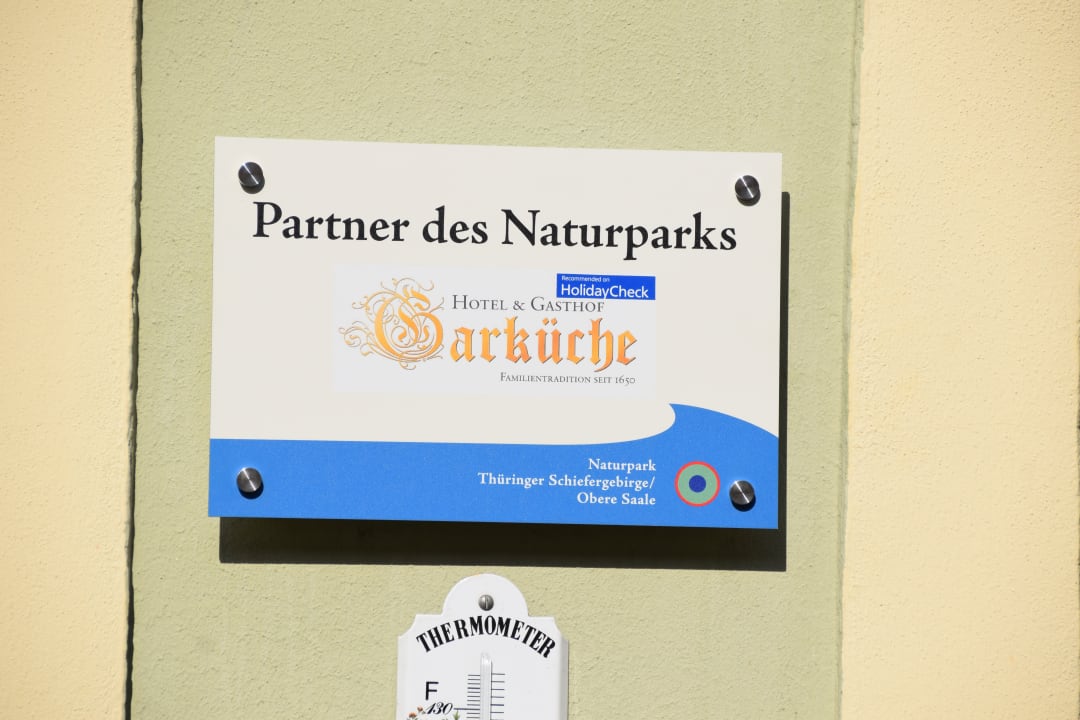 Partner des Naturparks
Recommended on
HolidayCheck
HOTEL & GASTHOF
Garküche
FAMILIENTRADITION SEIT 1650
Naturpark
Thüringer Schiefergebirge/
Obere Saale
THERMOMETER
F
130